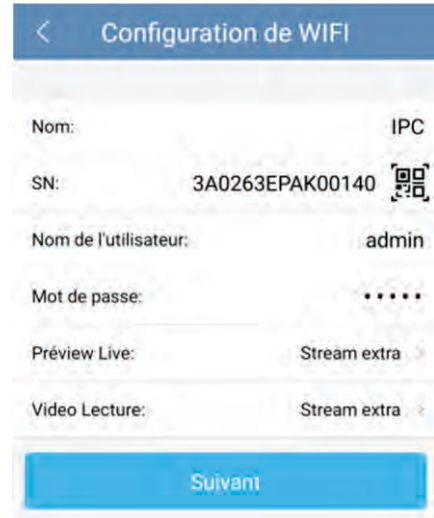 Configuration de WIFI
Nom: IPC
SN: 3A0263EPAK00140
Nom de l'utilisateur: admin
Mot de passe: •••••
Préview Live: Stream extra
Video Lecture: Stream extra
Suivant